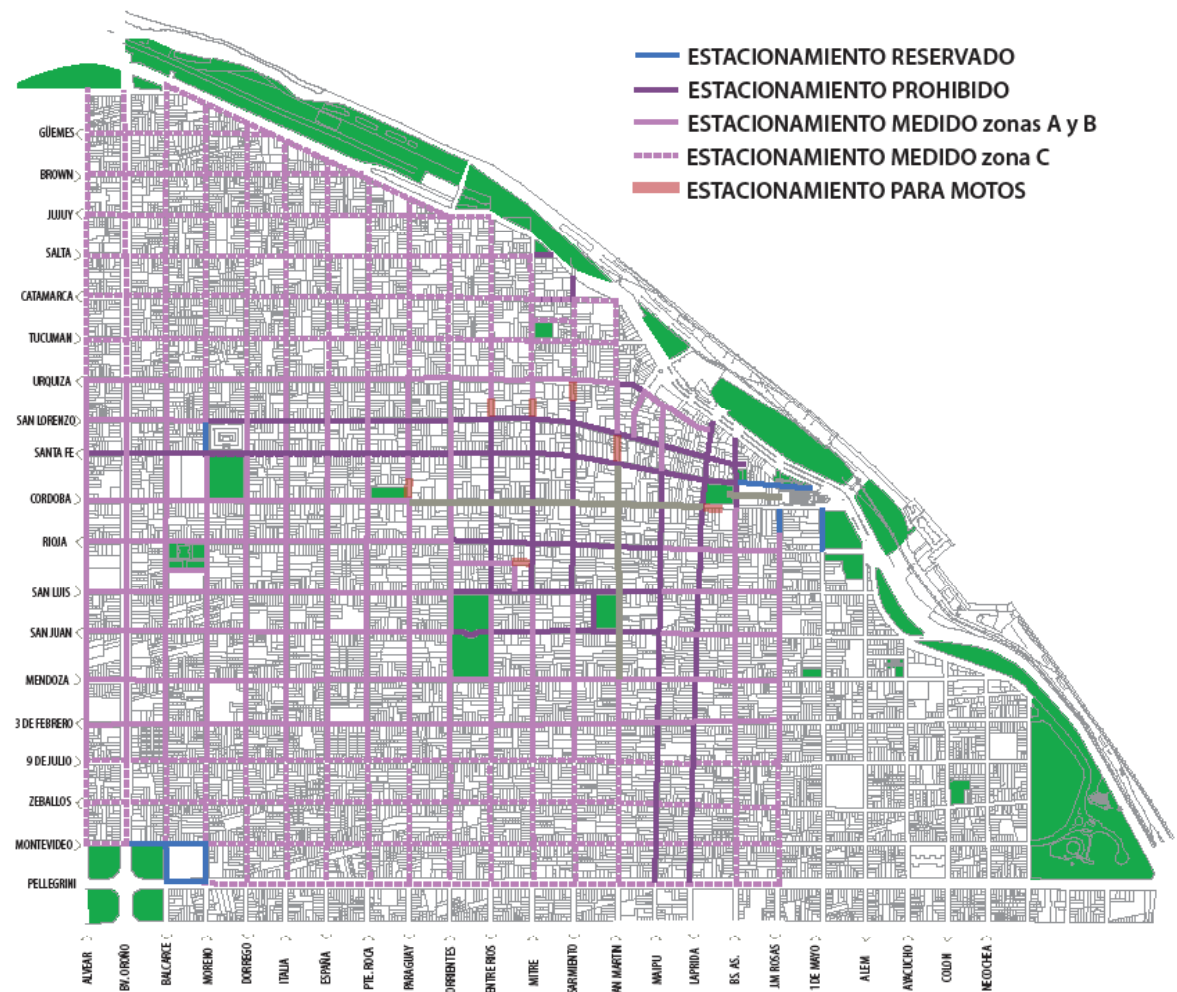 ESTACIONAMIENTO RESERVADO
ESTACIONAMIENTO PROHIBIDO
ESTACIONAMIENTO MEDIDO zonas A y B
ESTACIONAMIENTO MEDIDO zona C
ESTACIONAMIENTO PARA MOTOS
GÜEMES
BROWN
JUJUY
SALTA
CATAMARCA
TUCUMAN
URQUIZA
SAN LORENZO
SANTA FE
CORDOBA
RIOJA
SAN LUIS
SAN JUAN
MENDOZA
3 DE FEBRERO
9 DE JULIO
ZEBALLOS
MONTEVIDEO
PELLEGRINI
ALVEAR
BV. OROÑO
BALCARCE
MORENO
DORREGO
ITALIA
ESPAÑA
PTE. ROCA
PARAGUAY
ORRIENTES
ENTRE RIOS
MITRE
SARMIENTO
AN MARTIN
MAIPU
LAPRIDA
BS. AS.
J.M ROSAS
1 DE MAYO
ALEM
AYACUCHO
COLON
NECOCHEA